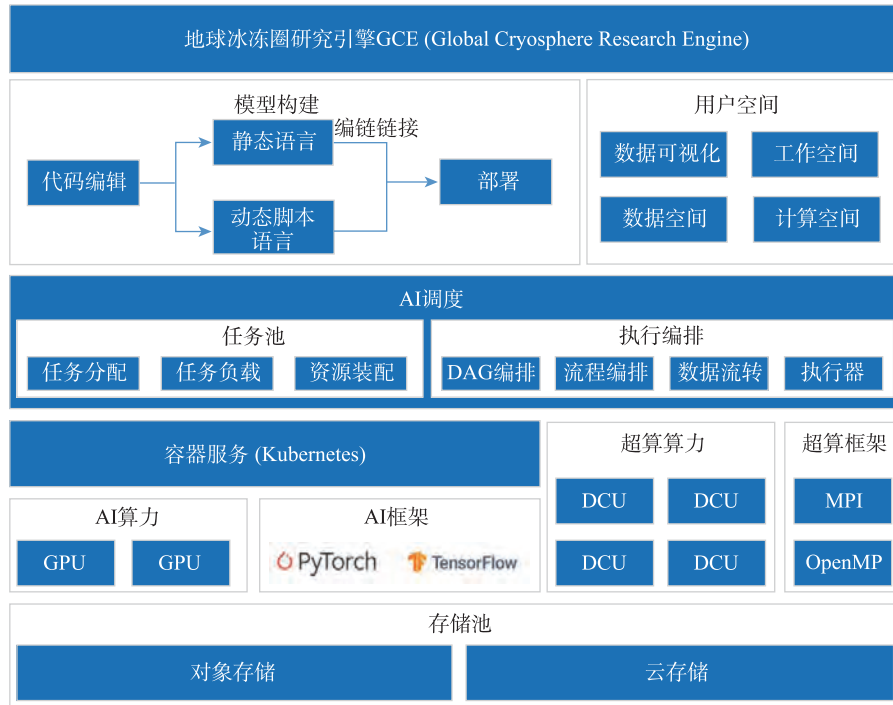 地球冰冻圈研究引擎GCE (Global Cryosphere Research Engine)
模型构建
代码编辑
静态语言
编链链接
动态脚本
语言
部署
用户空间
数据可视化
工作空间
数据空间
计算空间
AI调度
任务池
任务分配
任务负载
资源装配
执行编排
DAG编排
流程编排
数据流转
执行器
容器服务 (Kubernetes)
AI算力
GPU
GPU
AI框架
PyTorch
TensorFlow
超算算力
DCU
DCU
DCU
DCU
超算框架
MPI
OpenMP
存储池
对象存储
云存储